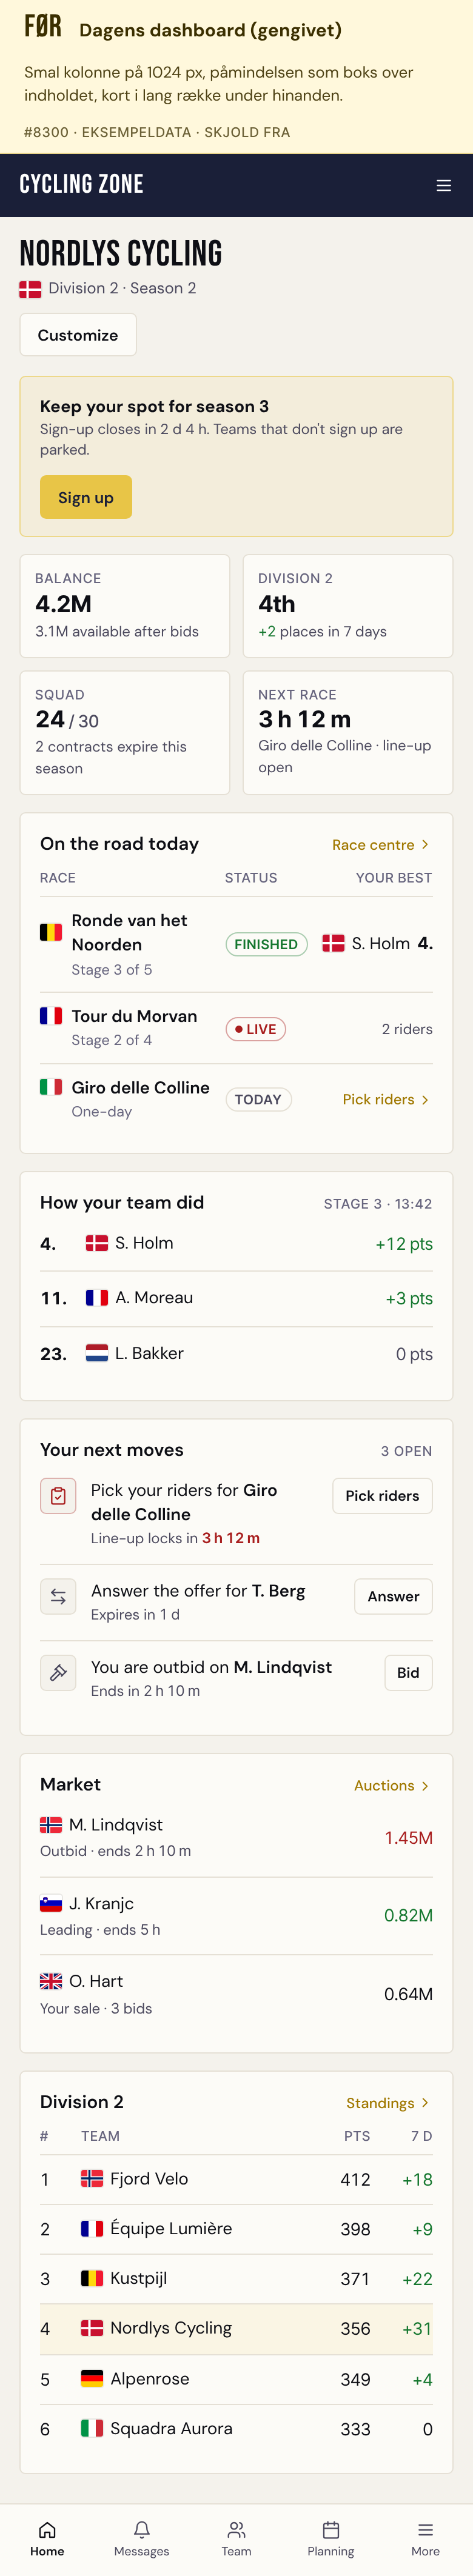 FØR Dagens dashboard (gengivet)
Smal kolonne på 1024 px, påmindelsen som boks over
indholdet, kort i lang række under hinanden.
#8300 · EKSEMPELDATA · SKJOLD FRA
CYCLING ZONE
NORDLYS CYCLING
Division 2 · Season 2
Customize
Keep your spot for season 3
Sign-up closes in 2 d 4 h. Teams that don't sign up are
parked.
Sign up
BALANCE
4.2M
3.1M available after bids
DIVISION 2
4th
+2 places in 7 days
SQUAD
24 / 30
2 contracts expire this
season
NEXT RACE
3 h 12 m
Giro delle Colline · line-up
open
On the road today Race centre
RACE STATUS YOUR BEST
Ronde van het
Noorden
Stage 3 of 5
FINISHED S. Holm 4.
Tour du Morvan
Stage 2 of 4
LIVE 2 riders
Giro delle Colline
One-day
TODAY Pick riders
How your team did STAGE 3 · 13:42
4. S. Holm +12 pts
11. A. Moreau +3 pts
23. L. Bakker 0 pts
Your next moves 3 OPEN
Pick your riders for Giro
delle Colline
Line-up locks in 3 h 12 m
Pick riders
Answer the offer for T. Berg
Expires in 1 d
Answer
You are outbid on M. Lindqvist
Ends in 2 h 10 m
Bid
Market Auctions
M. Lindqvist
Outbid · ends 2 h 10 m
1.45M
J. Kranjc
Leading · ends 5 h
0.82M
O. Hart
Your sale · 3 bids
0.64M
Division 2 Standings
# TEAM PTS 7 D
1 Fjord Velo 412 +18
2 Équipe Lumière 398 +9
3 Kustpijl 371 +22
4 Nordlys Cycling 356 +31
5 Alpenrose 349 +4
6 Squadra Aurora 333 0
Home Messages Team Planning More